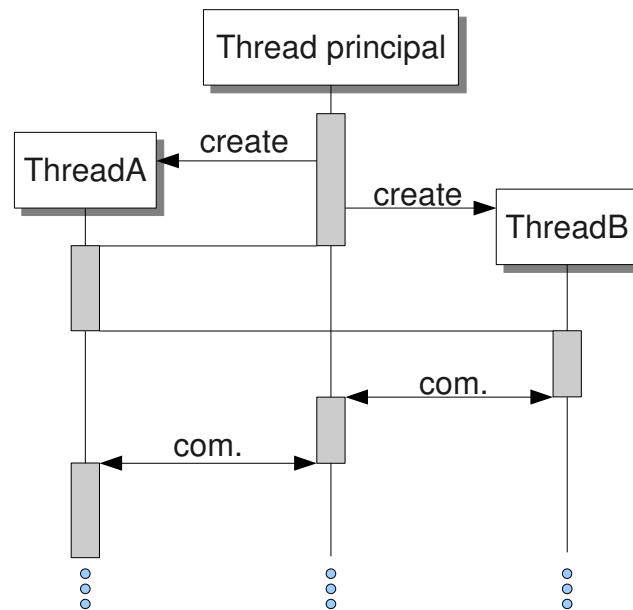 Thread principal
create
ThreadA
create
ThreadB
com.
com.